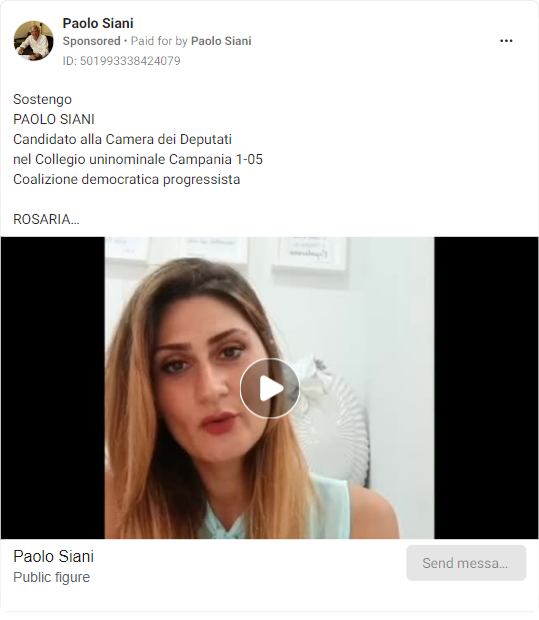 Paolo Siani
Sponsored • Paid for by Paolo Siani
ID: 501993338424079
Sostengo
PAOLO SIANI
Candidato alla Camera dei Deputati
nel Collegio uninominale Campania 1-05
Coalizione democratica progressista
ROSARIA...
Paolo Siani
Public figure
Send messa...